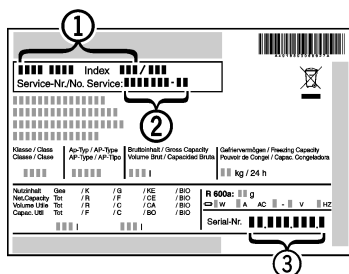 1
Index /
Service-Nr./No. Service: -
2
Klasse / Class
Classe / Clase
Ap-Typ / AP-Type
AP-Type / AP-Tipo
Bruttoinhalt / Gross Capacity
Volume Brut / Capacidad Bruta
l
Gefriervermögen / Freezing Capacity
Pouvoir de Congel / Capac. Congeladora
kg / 24 h
Nutzinhalt Gee / K / G / KE / BIO
Net.Capacity Tot / R / F / CE / BIO
Volume Utile Tot / R / C / CA / BIO
Capac. Util Tot / F / C / BO / BIO
l l
R 600a: g
W A AC - V HZ
Serial-Nr. . . .
3